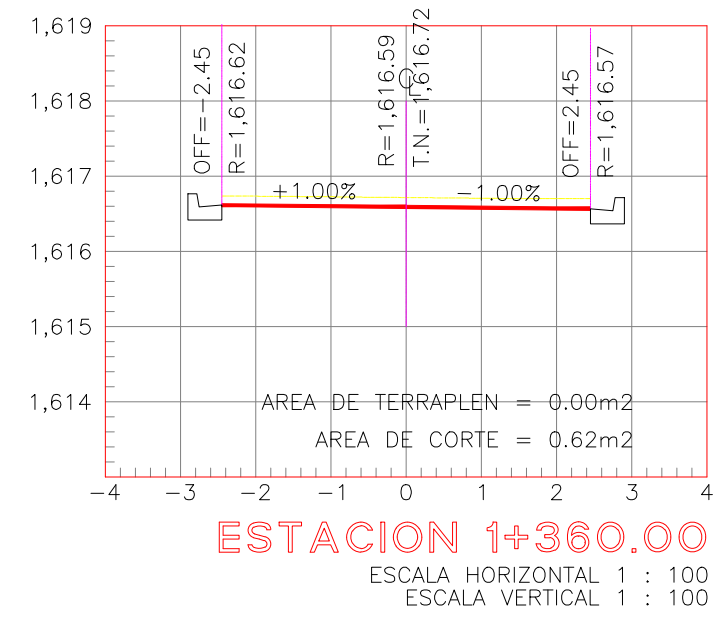 1,619
1,618
1,617
1,616
1,615
1,614
OFF=-2.45
R=1,616.62
R=1,616.59
T.N.=1,616.72
OFF=2.45
R=1,616.57
+1.00%
-1.00%
AREA DE TERRAPLEN = 0.00m2
AREA DE CORTE = 0.62m2
-4 -3 -2 -1 0 1 2 3 4
ESTACION 1+360.00
ESCALA HORIZONTAL 1 : 100
ESCALA VERTICAL 1 : 100